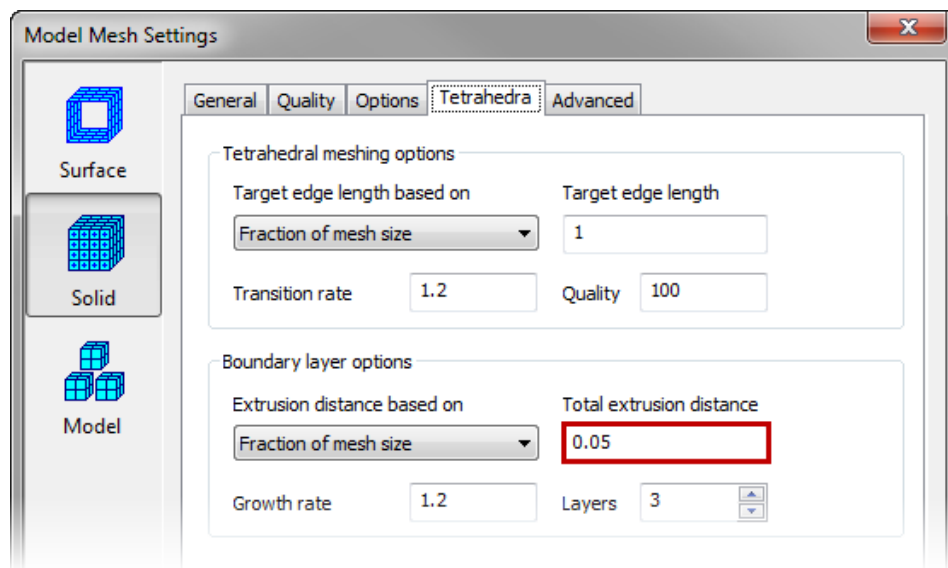 Model Mesh Settings
Surface
Solid
Model
General Quality Options Tetrahedra Advanced
Tetrahedral meshing options
Target edge length based on Target edge length
Fraction of mesh size 1
Transition rate 1.2 Quality 100
Boundary layer options
Extrusion distance based on Total extrusion distance
Fraction of mesh size 0.05
Growth rate 1.2 Layers 3